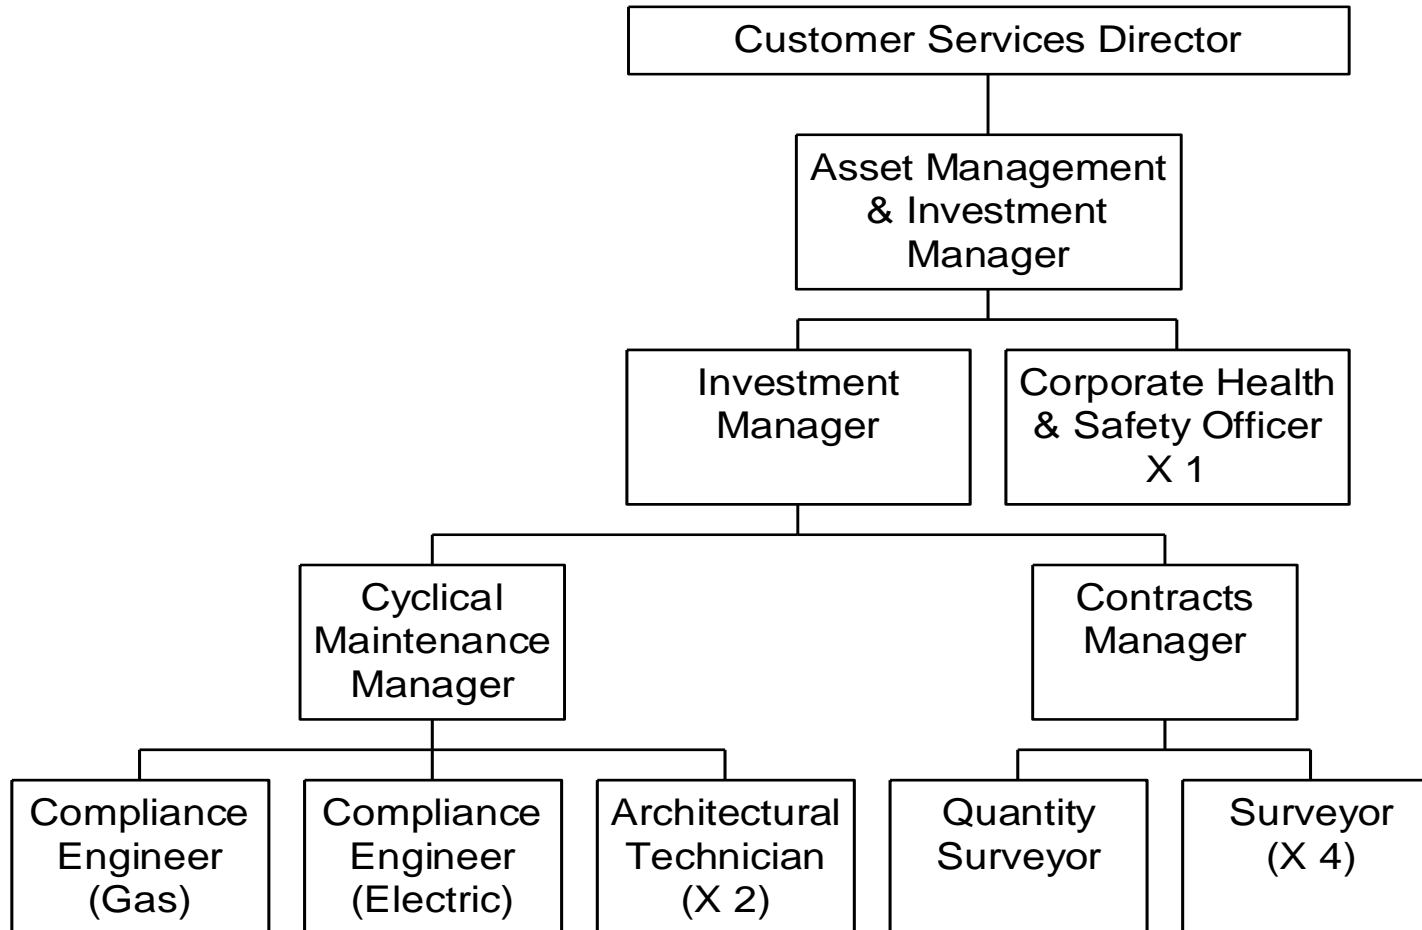 Customer Services Director
Asset Management
& Investment
Manager
Investment
Manager
Corporate Health
& Safety Officer
X 1
Cyclical
Maintenance
Manager
Contracts
Manager
Compliance
Engineer
(Gas)
Compliance
Engineer
(Electric)
Architectural
Technician
(X 2)
Quantity
Surveyor
Surveyor
(X 4)